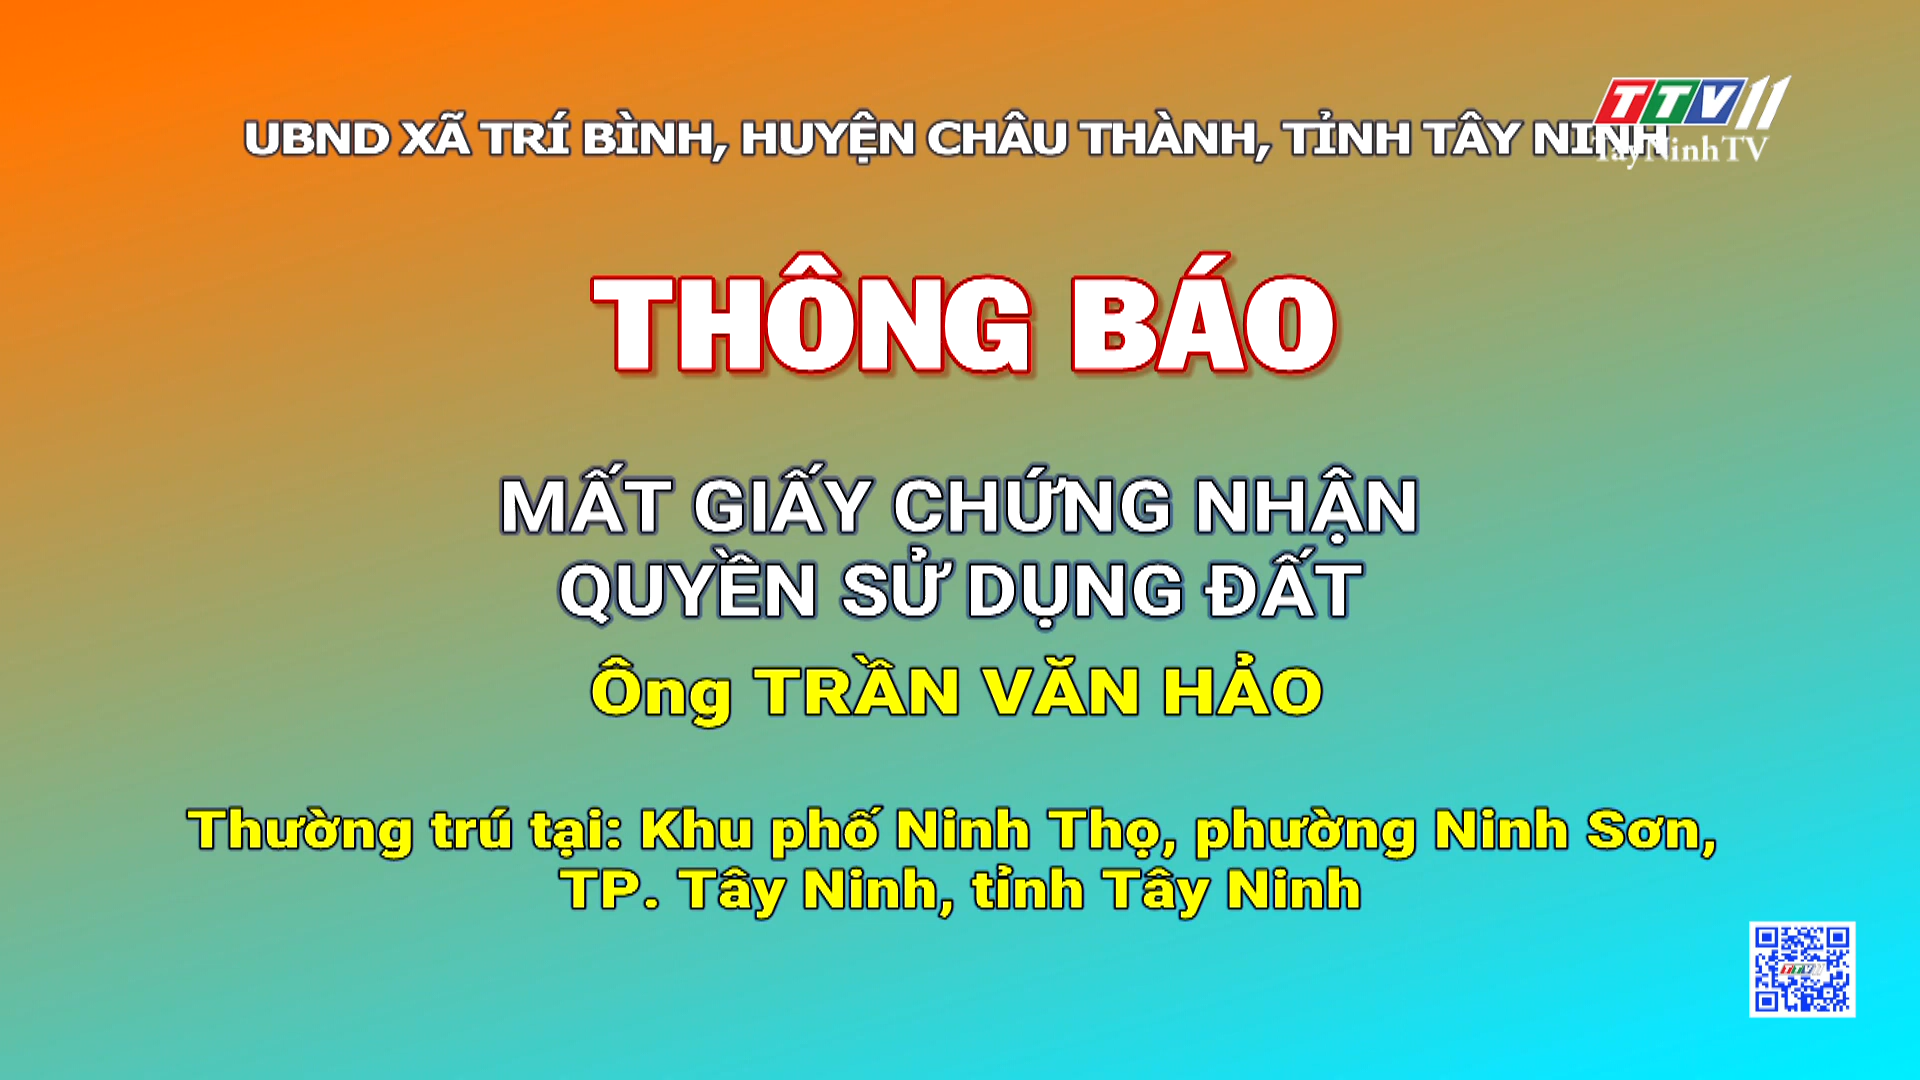 UBND XÃ TRÍ BÌNH, HUYỆN CHÂU THÀNH, TỈNH TÂY NINH
TTV11
TayNinhTV
THÔNG BÁO
MẤT GIẤY CHỨNG NHẬN
QUYỀN SỬ DỤNG ĐẤT
Ông TRẦN VĂN HẢO
Thường trú tại: Khu phố Ninh Thọ, phường Ninh Sơn,
TP. Tây Ninh, tỉnh Tây Ninh
TTV11